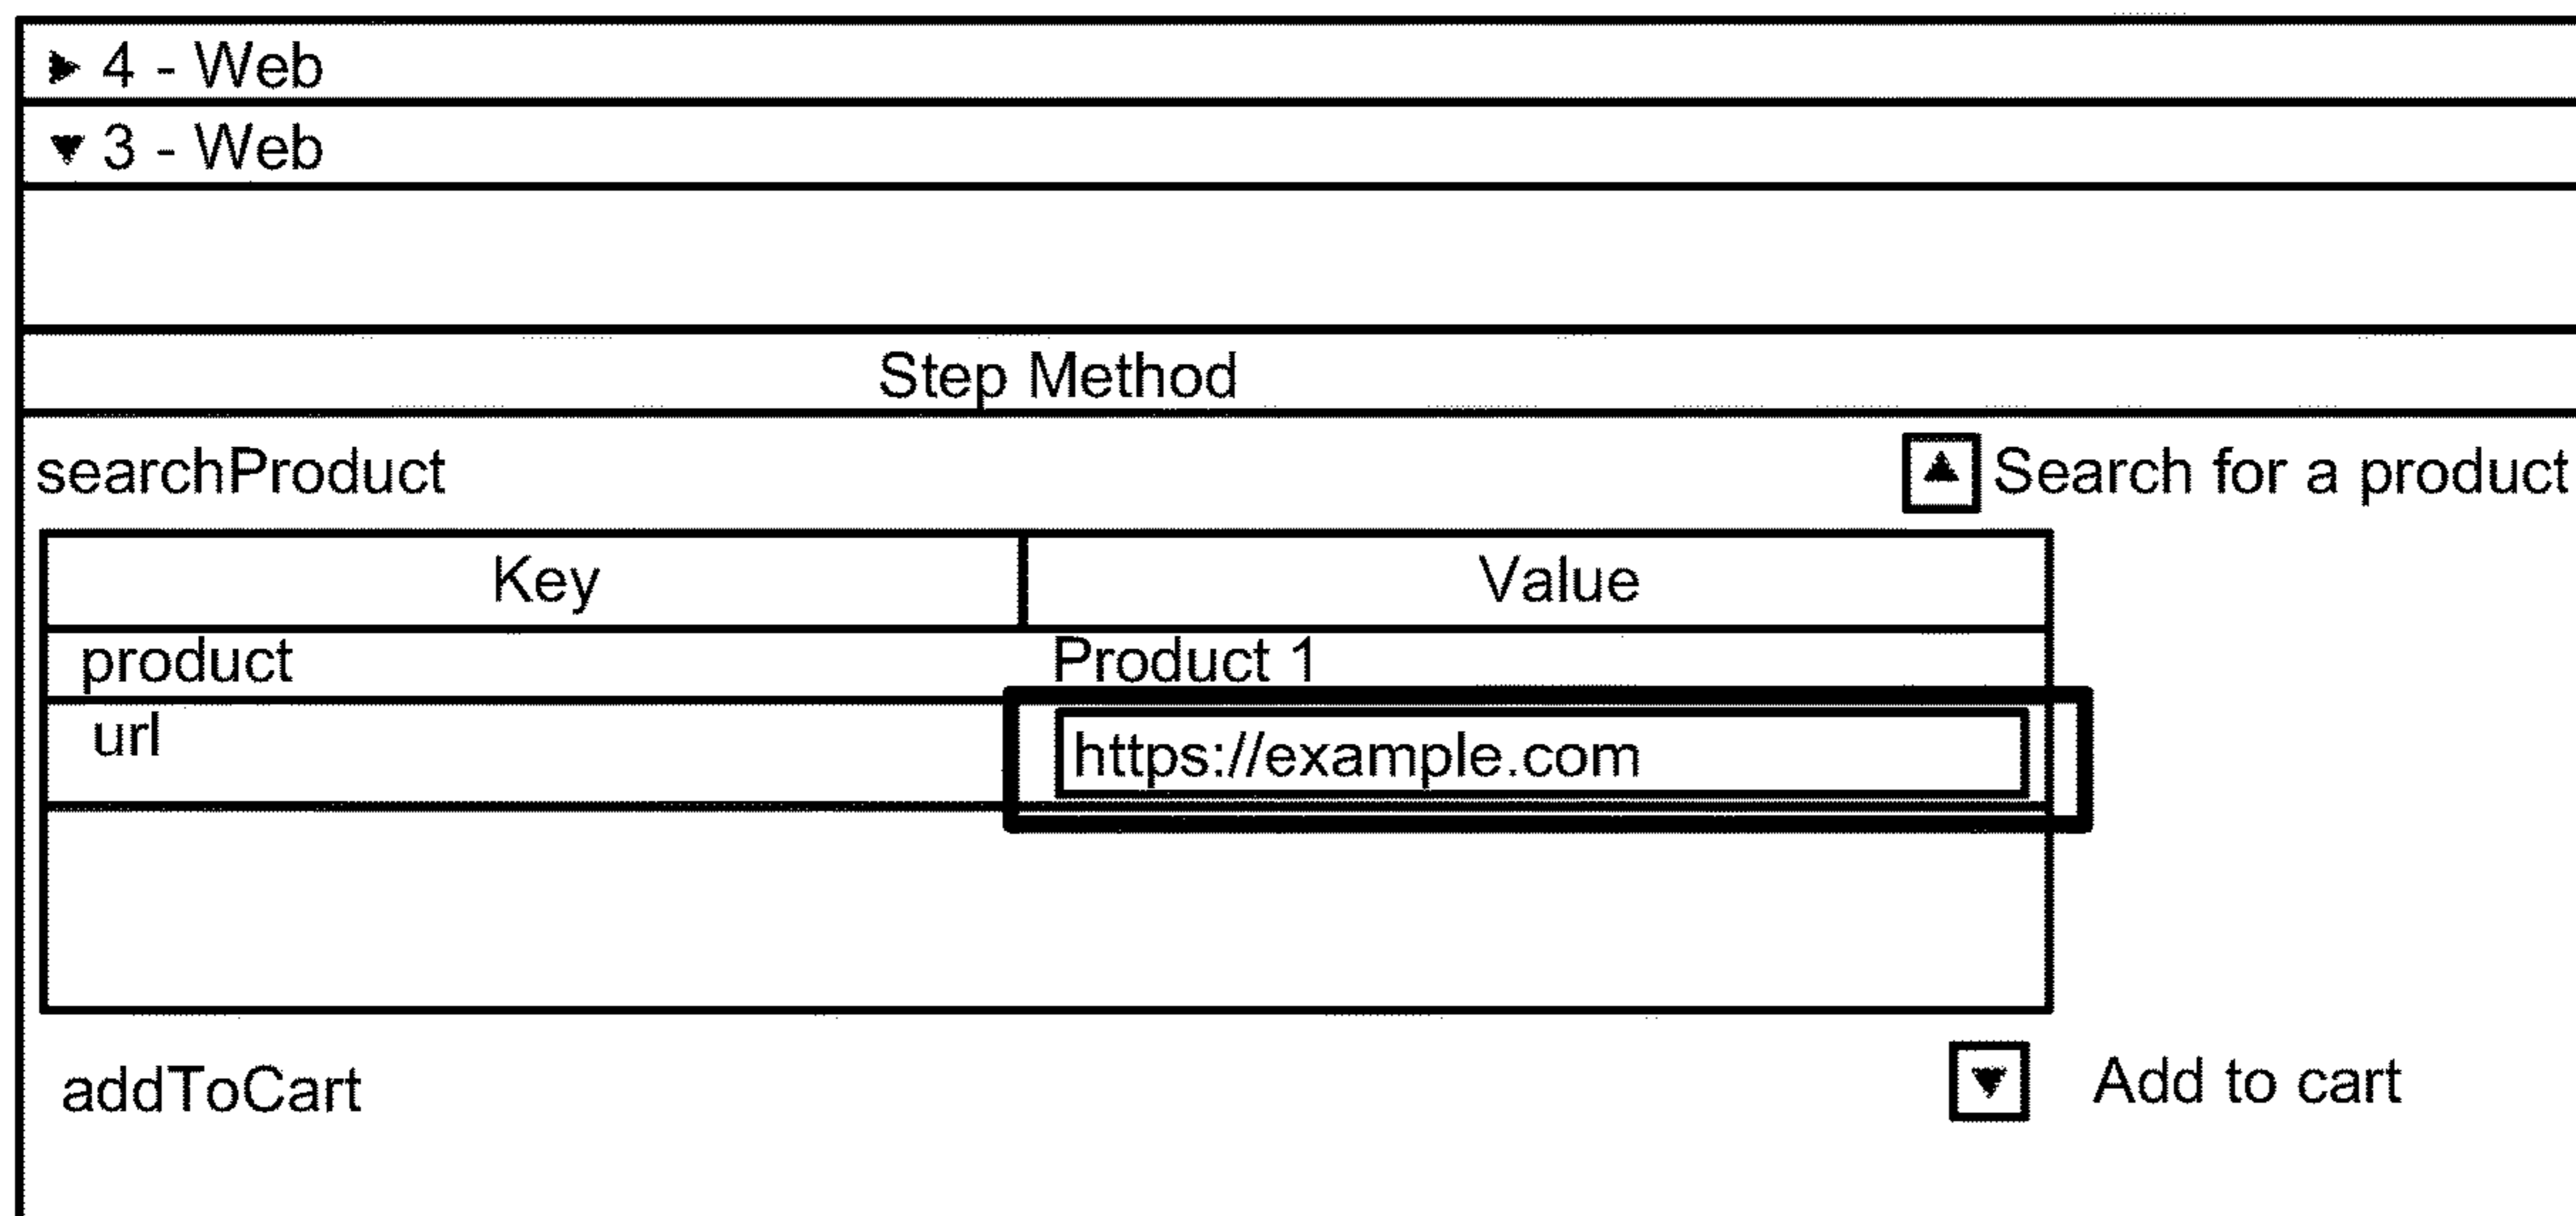 4 - Web
3 - Web
Step Method
searchProduct Search for a product
Key Value
product Product 1
url https://example.com
addToCart Add to cart